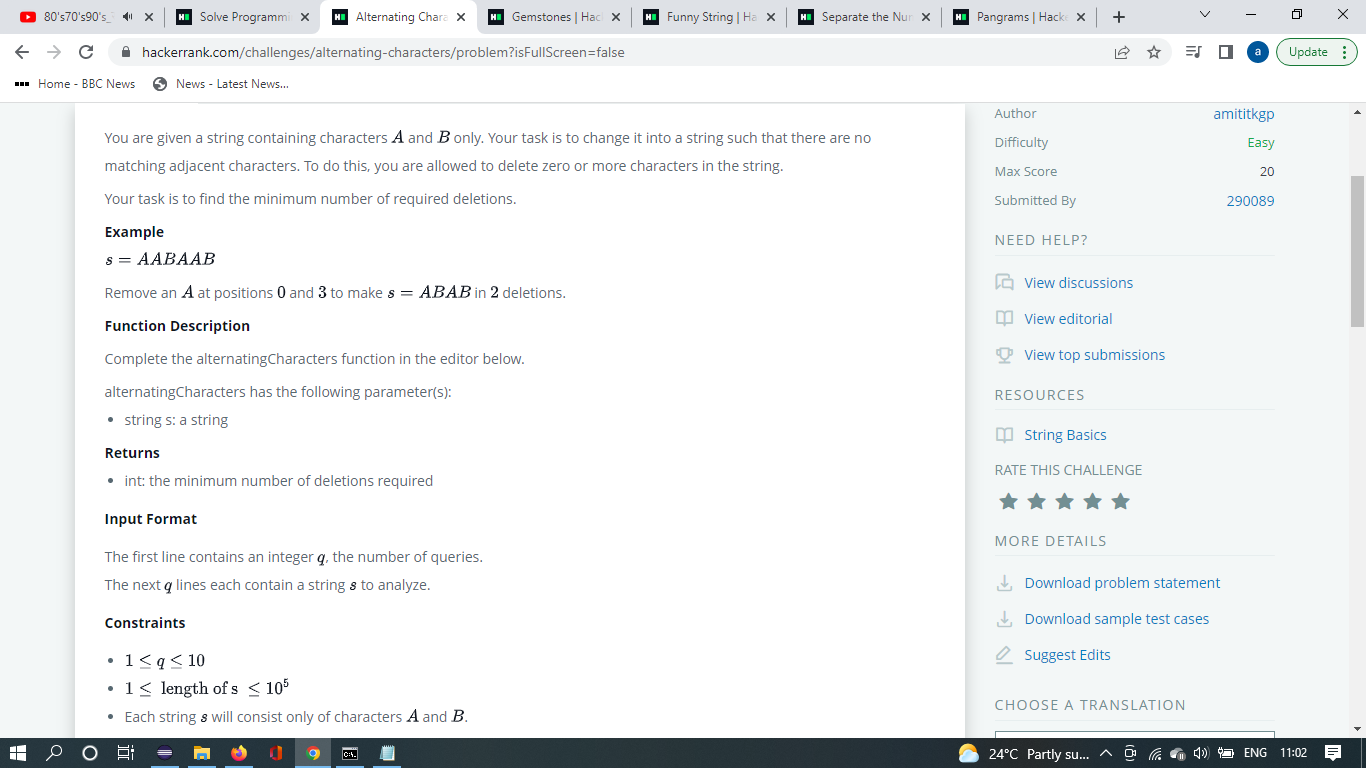 80's70's90's_
Solve Programmi
Alternating Chara
Gemstones | Hac
Funny String | Ha
Separate the Nu
Pangrams | Hack
hackerrank.com/challenges/alternating-characters/problem?isFullScreen=false
a
Update
Home - BBC News
News - Latest News...
You are given a string containing characters A and B only. Your task is to change it into a string such that there are no
matching adjacent characters. To do this, you are allowed to delete zero or more characters in the string.
Your task is to find the minimum number of required deletions.
Example
s = AABAAB
Remove an A at positions 0 and 3 to make s = ABAB in 2 deletions.
Function Description
Complete the alternatingCharacters function in the editor below.
alternatingCharacters has the following parameter(s):
• string s: a string
Returns
• int: the minimum number of deletions required
Input Format
The first line contains an integer q, the number of queries.
The next q lines each contain a string s to analyze.
Constraints
• 1 ≤ q ≤ 10
• 1 ≤ length of s ≤ 10⁵
• Each string s will consist only of characters A and B.
Author amititkgp
Difficulty Easy
Max Score 20
Submitted By 290089
NEED HELP?
View discussions
View editorial
View top submissions
RESOURCES
String Basics
RATE THIS CHALLENGE
MORE DETAILS
Download problem statement
Download sample test cases
Suggest Edits
CHOOSE A TRANSLATION
24°C Partly su...
ENG
11:02